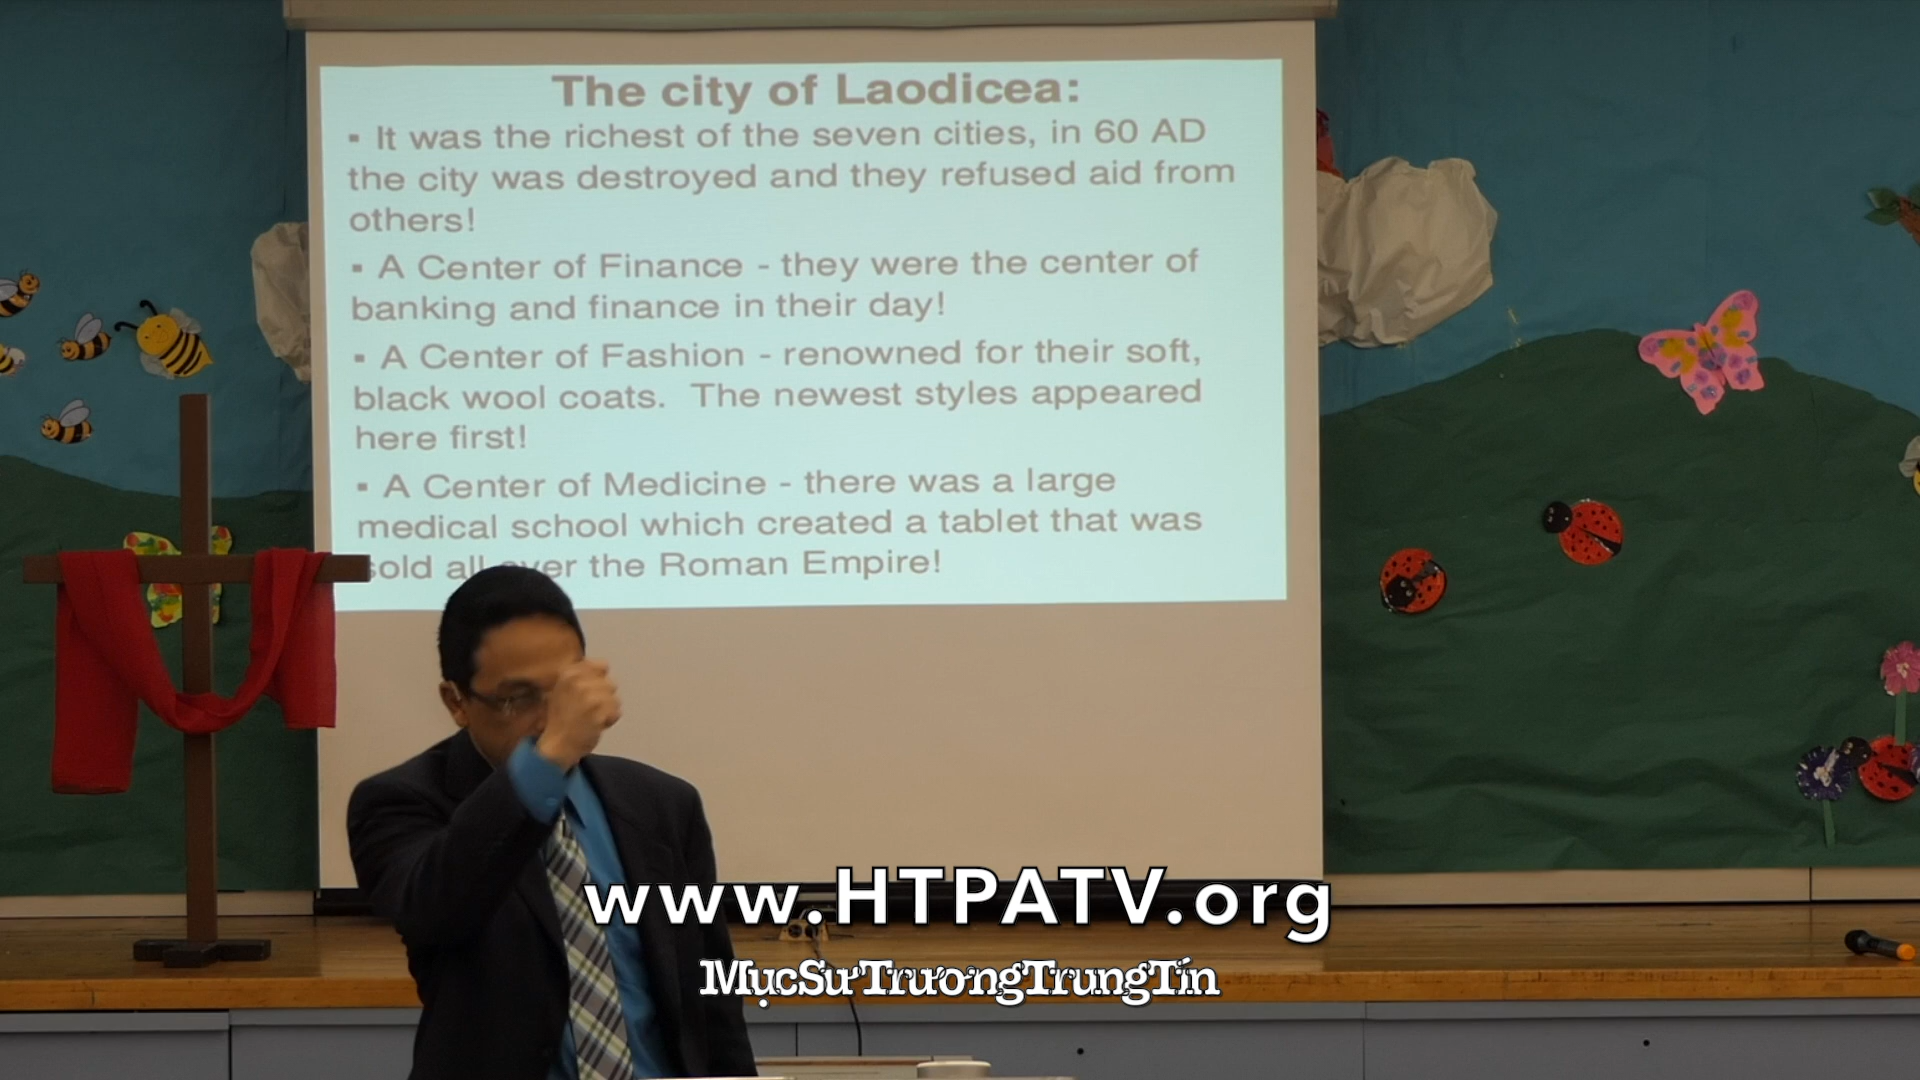 The city of Laodicea:
▪ It was the richest of the seven cities, in 60 AD
the city was destroyed and they refused aid from
others!
▪ A Center of Finance - they were the center of
banking and finance in their day!
▪ A Center of Fashion - renowned for their soft,
black wool coats. The newest styles appeared
here first!
▪ A Center of Medicine - there was a large
medical school which created a tablet that was
sold all over the Roman Empire!
www.HTPATV.org
MụcSưTrươngTrungTín